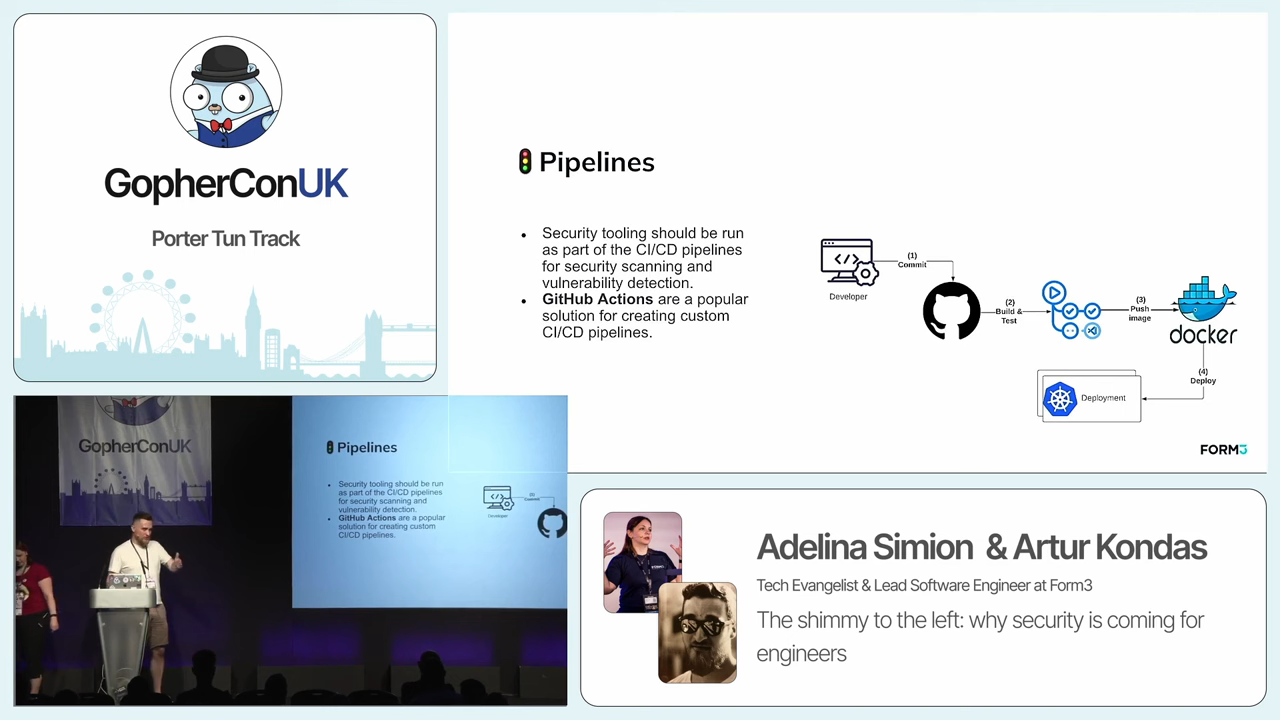 GopherConUK
Porter Tun Track
Pipelines
• Security tooling should be run
as part of the CI/CD pipelines
for security scanning and
vulnerability detection.
• GitHub Actions are a popular
solution for creating custom
CI/CD pipelines.
Developer
(1)
Commit
(2)
Build &
Test
(3)
Push
image
docker
(4)
Deploy
Deployment
FORM3
GopherConUK
Pipelines
• Security tooling should be run
as part of the CI/CD pipelines
for security scanning and
vulnerability detection.
• GitHub Actions are a popular
solution for creating custom
CI/CD pipelines.
Developer
(1)
Commit
Adelina Simion & Artur Kondas
Tech Evangelist & Lead Software Engineer at Form3
The shimmy to the left: why security is coming for
engineers